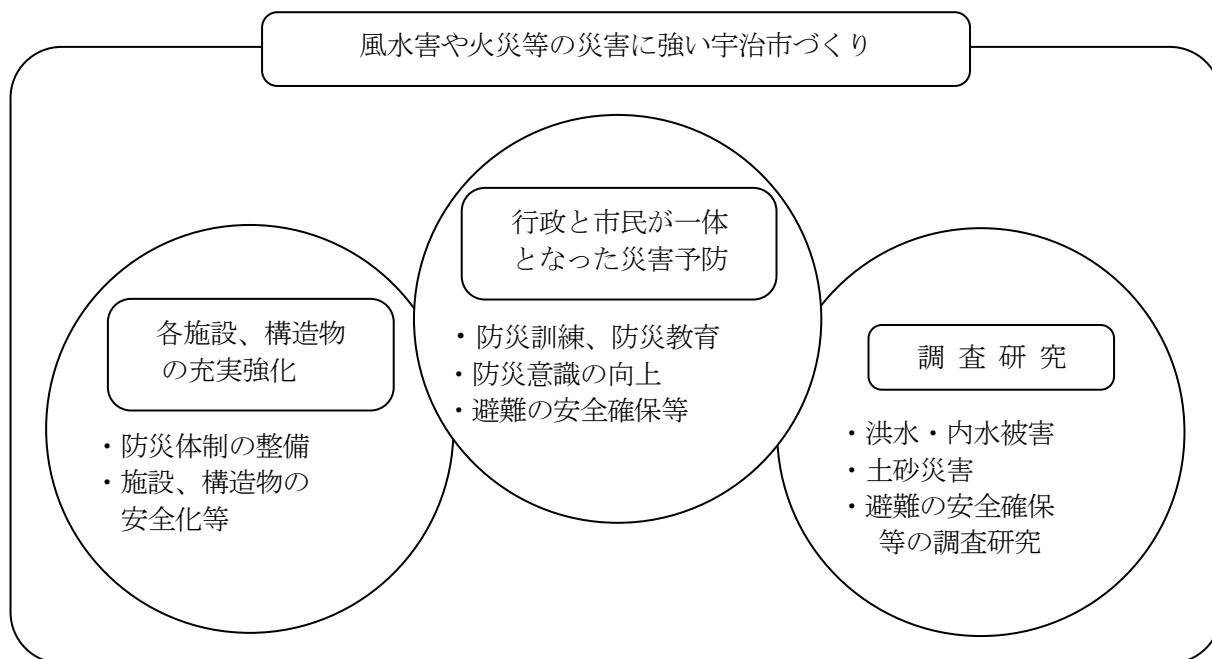 風水害や火災等の災害に強い宇治市づくり
行政と市民が一体
となった災害予防
・防災訓練、防災教育
・防災意識の向上
・避難の安全確保等
各施設、構造物
の充実強化
・防災体制の整備
・施設、構造物の
安全化等
調 査 研 究
・洪水・内水被害
・土砂災害
・避難の安全確保
等の調査研究